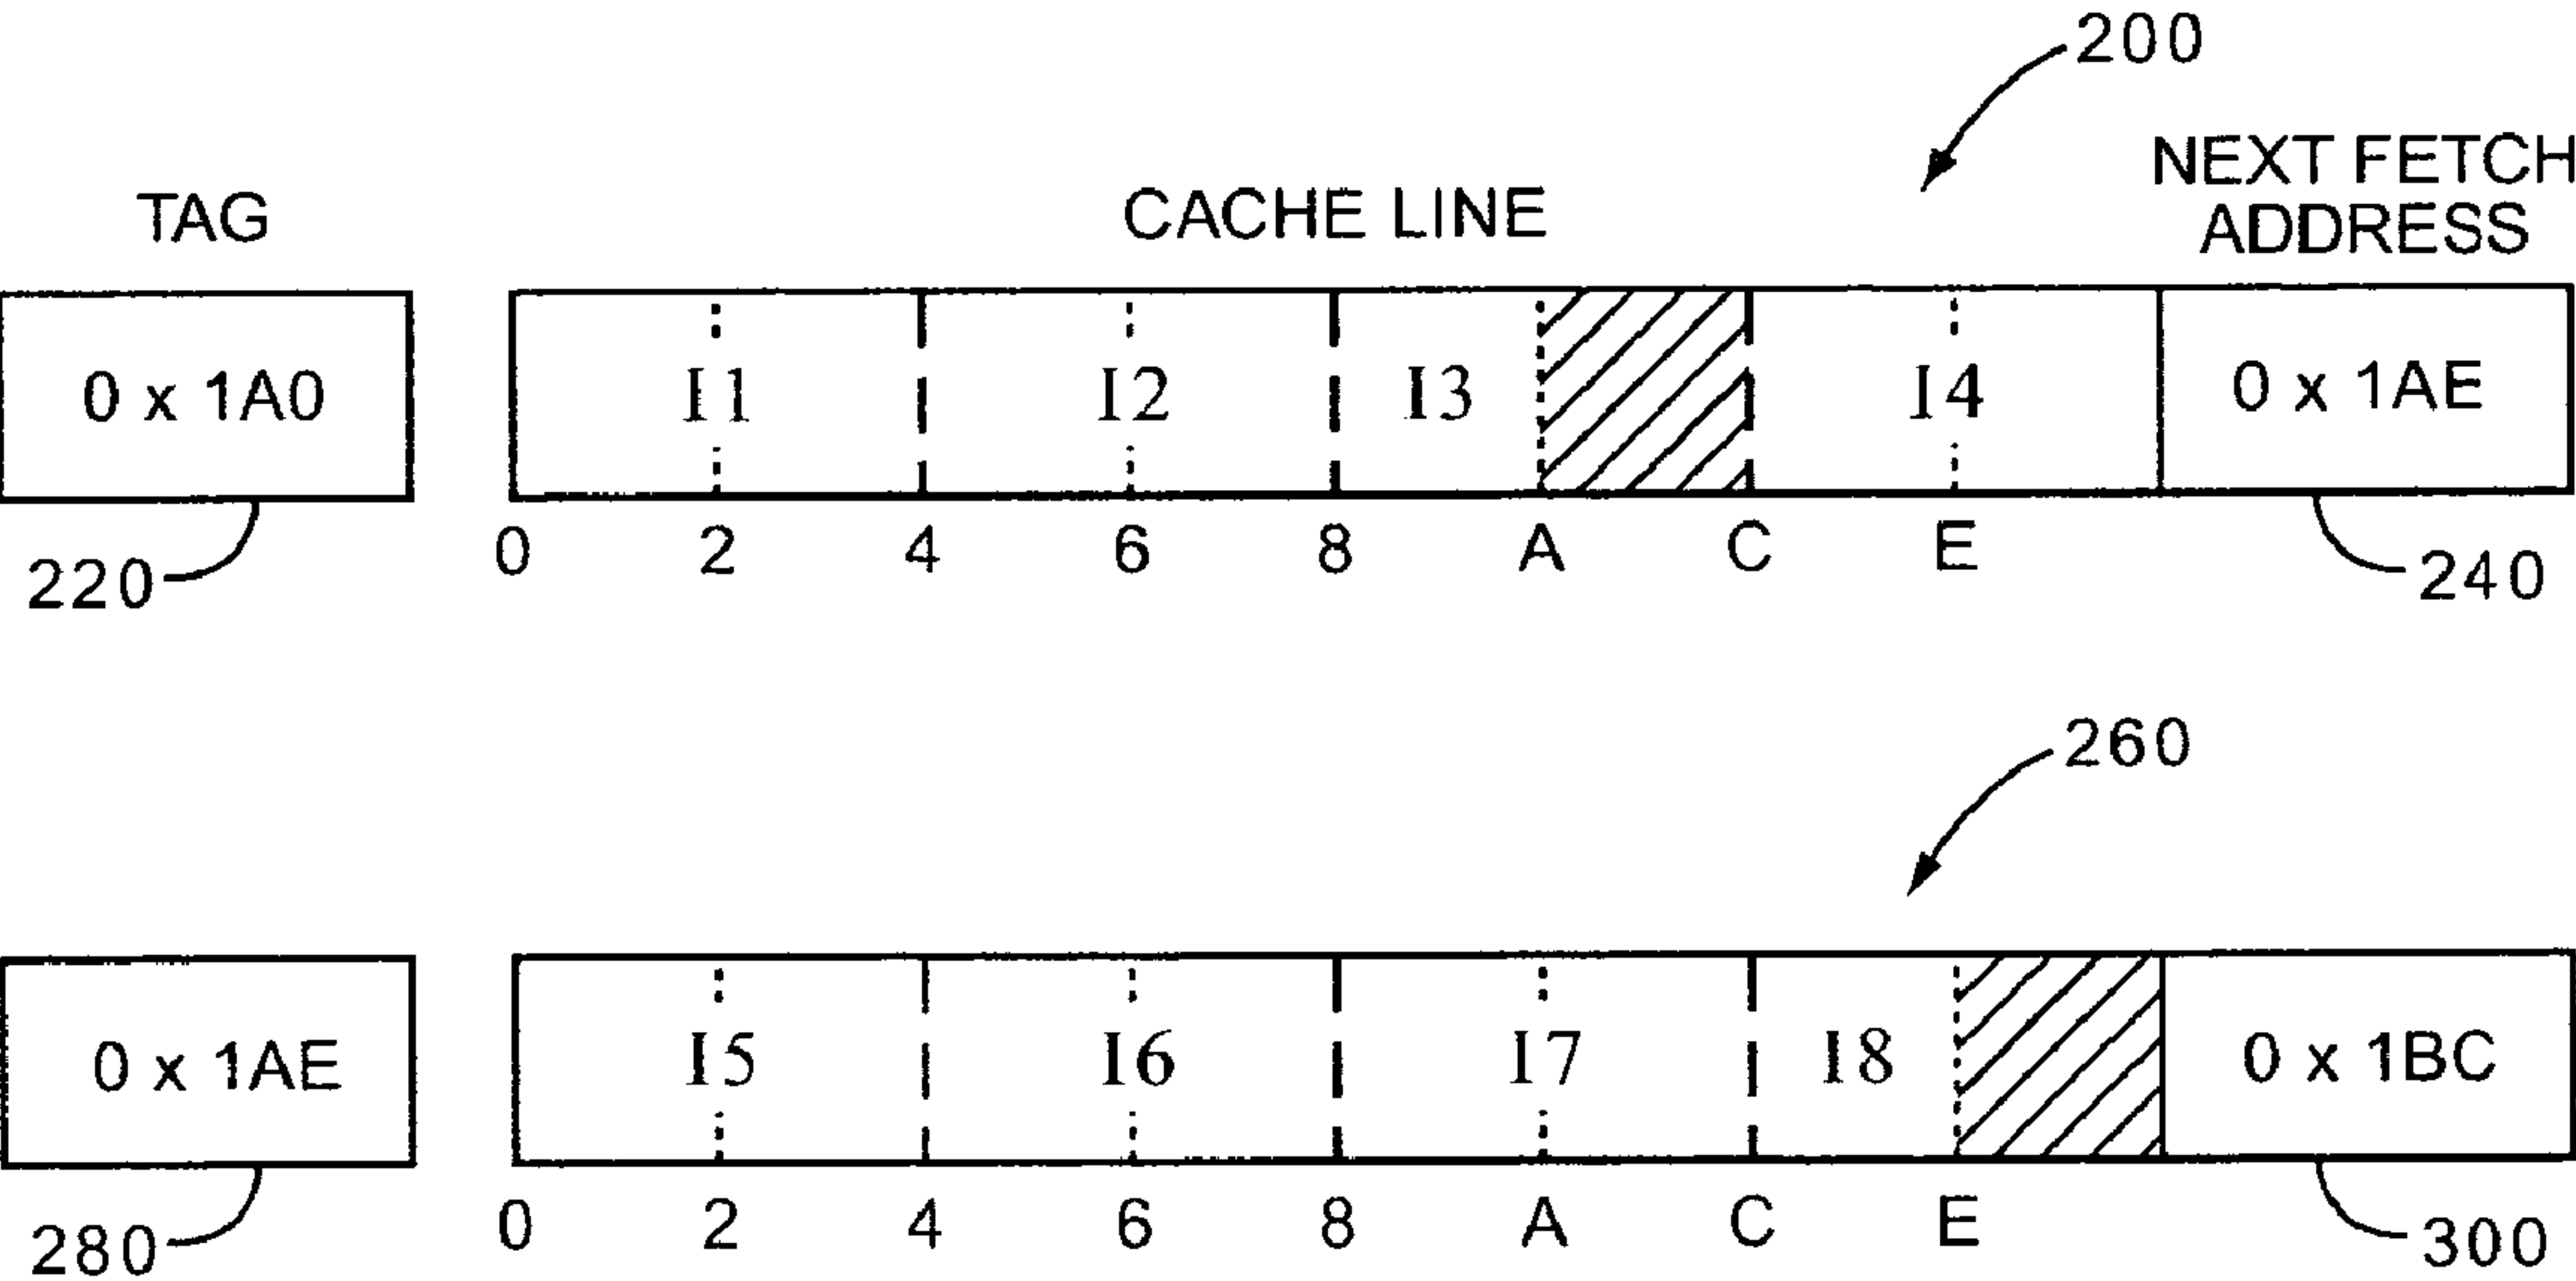 200
TAG CACHE LINE NEXT FETCH ADDRESS
0 x 1A0 I1 I2 I3 I4 0 x 1AE
0 2 4 6 8 A C E
220 240
260
0 x 1AE I5 I6 I7 I8 0 x 1BC
0 2 4 6 8 A C E
280 300